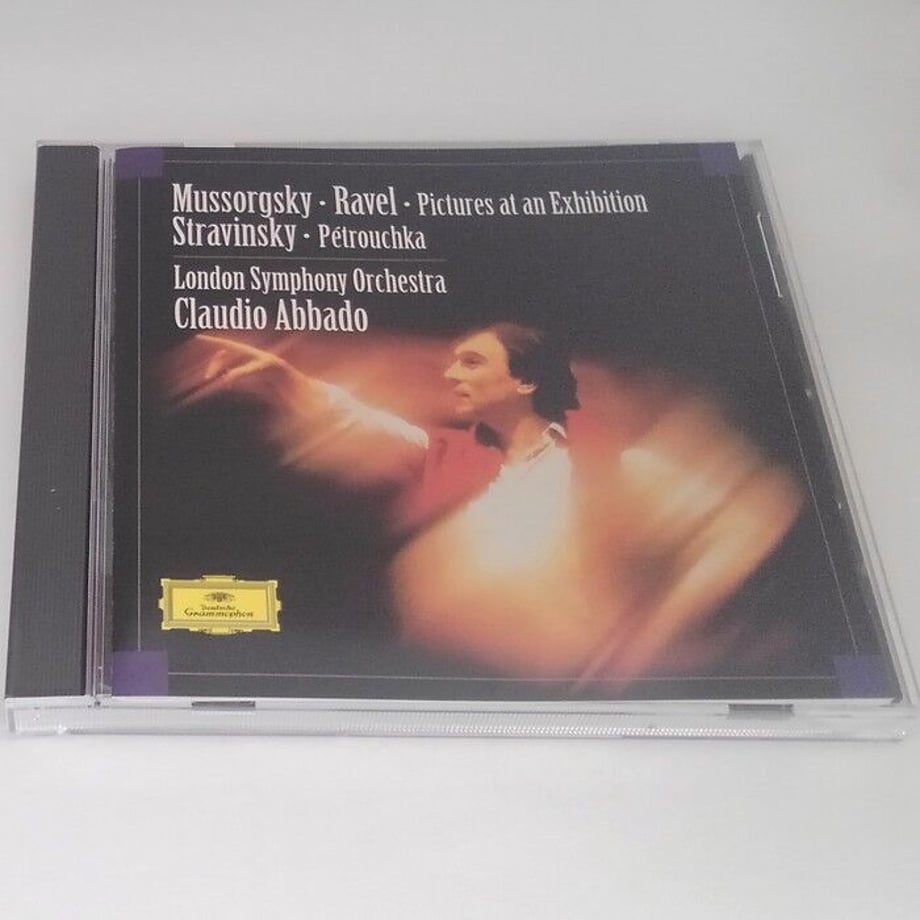 Mussorgsky · Ravel · Pictures at an Exhibition
Stravinsky · Pétrouchka
London Symphony Orchestra
Claudio Abbado
Deutsche
Grammophon